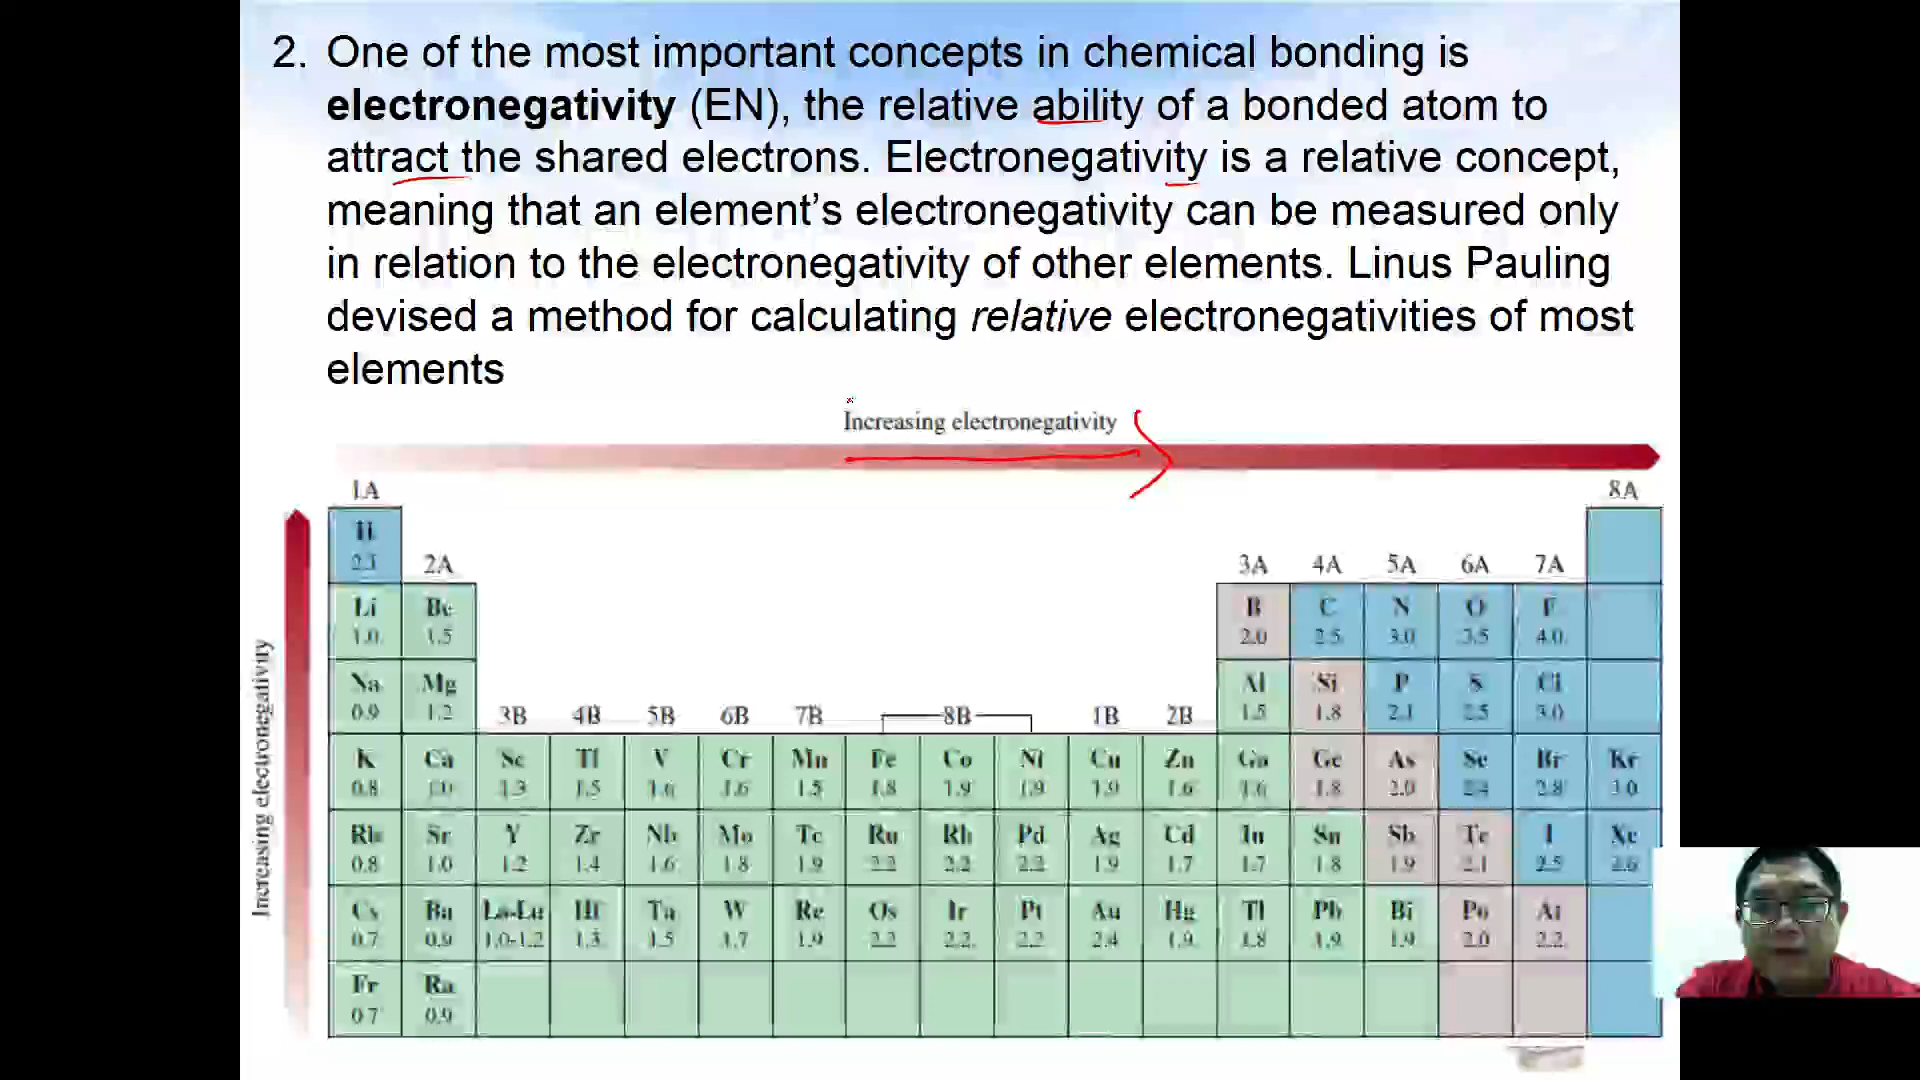 2. One of the most important concepts in chemical bonding is
electronegativity (EN), the relative ability of a bonded atom to
attract the shared electrons. Electronegativity is a relative concept,
meaning that an element’s electronegativity can be measured only
in relation to the electronegativity of other elements. Linus Pauling
devised a method for calculating relative electronegativities of most
elements
Increasing electronegativity
Increasing electronegativity
1A 8A
H
2.1 2A 3A 4A 5A 6A 7A
Li Be B C N O F
1.0 1.5 2.0 2.5 3.0 3.5 4.0
Na Mg Al Si P S Cl
0.9 1.2 3B 4B 5B 6B 7B 8B 1B 2B 1.5 1.8 2.1 2.5 3.0
K Ca Sc Ti V Cr Mn Fe Co Ni Cu Zn Ga Ge As Se Br Kr
0.8 1.0 1.3 1.5 1.6 1.6 1.5 1.8 1.9 1.9 1.9 1.6 1.6 1.8 2.0 2.4 2.8 3.0
Rb Sr Y Zr Nb Mo Tc Ru Rh Pd Ag Cd In Sn Sb Te I Xe
0.8 1.0 1.2 1.4 1.6 1.8 1.9 2.2 2.2 2.2 1.9 1.7 1.7 1.8 1.9 2.1 2.5 2.6
Cs Ba La-Lu Hf Ta W Re Os Ir Pt Au Hg Tl Pb Bi Po At
0.7 0.9 1.0-1.2 1.3 1.5 1.7 1.9 2.2 2.2 2.2 2.4 1.9 1.8 1.9 1.9 2.0 2.2
Fr Ra
0.7 0.9